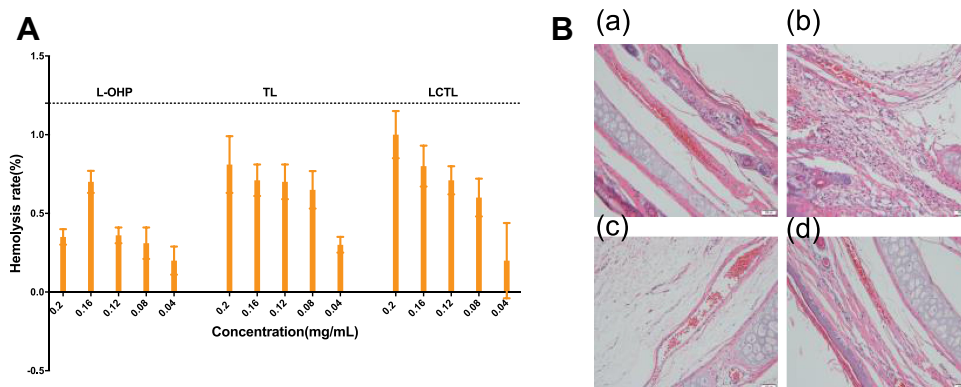 A
B
(a)
(b)
1.5
L-OHP
TL
LCTL
1.0
Hemolysis rate(%)
0.5
0.0
0.2
0.16
0.12
0.08
0.04
0.2
0.16
0.12
0.08
0.04
0.2
0.16
0.12
0.08
0.04
Concentration(mg/mL)
-0.5
(c)
(d)